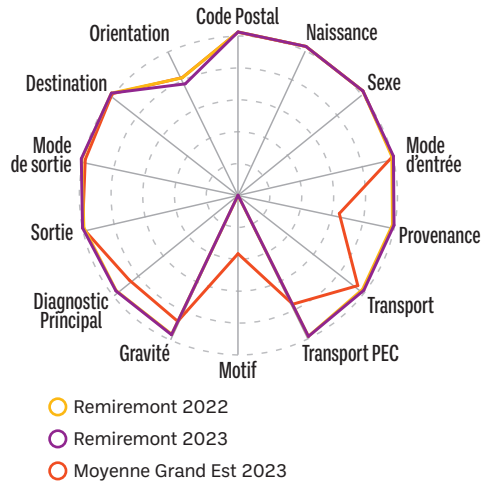 Code Postal
Naissance
Sexe
Mode
d'entrée
Provenance
Transport
Transport PEC
Motif
Gravité
Diagnostic
Principal
Sortie
Mode
de sortie
Destination
Orientation
Remiremont 2022
Remiremont 2023
Moyenne Grand Est 2023